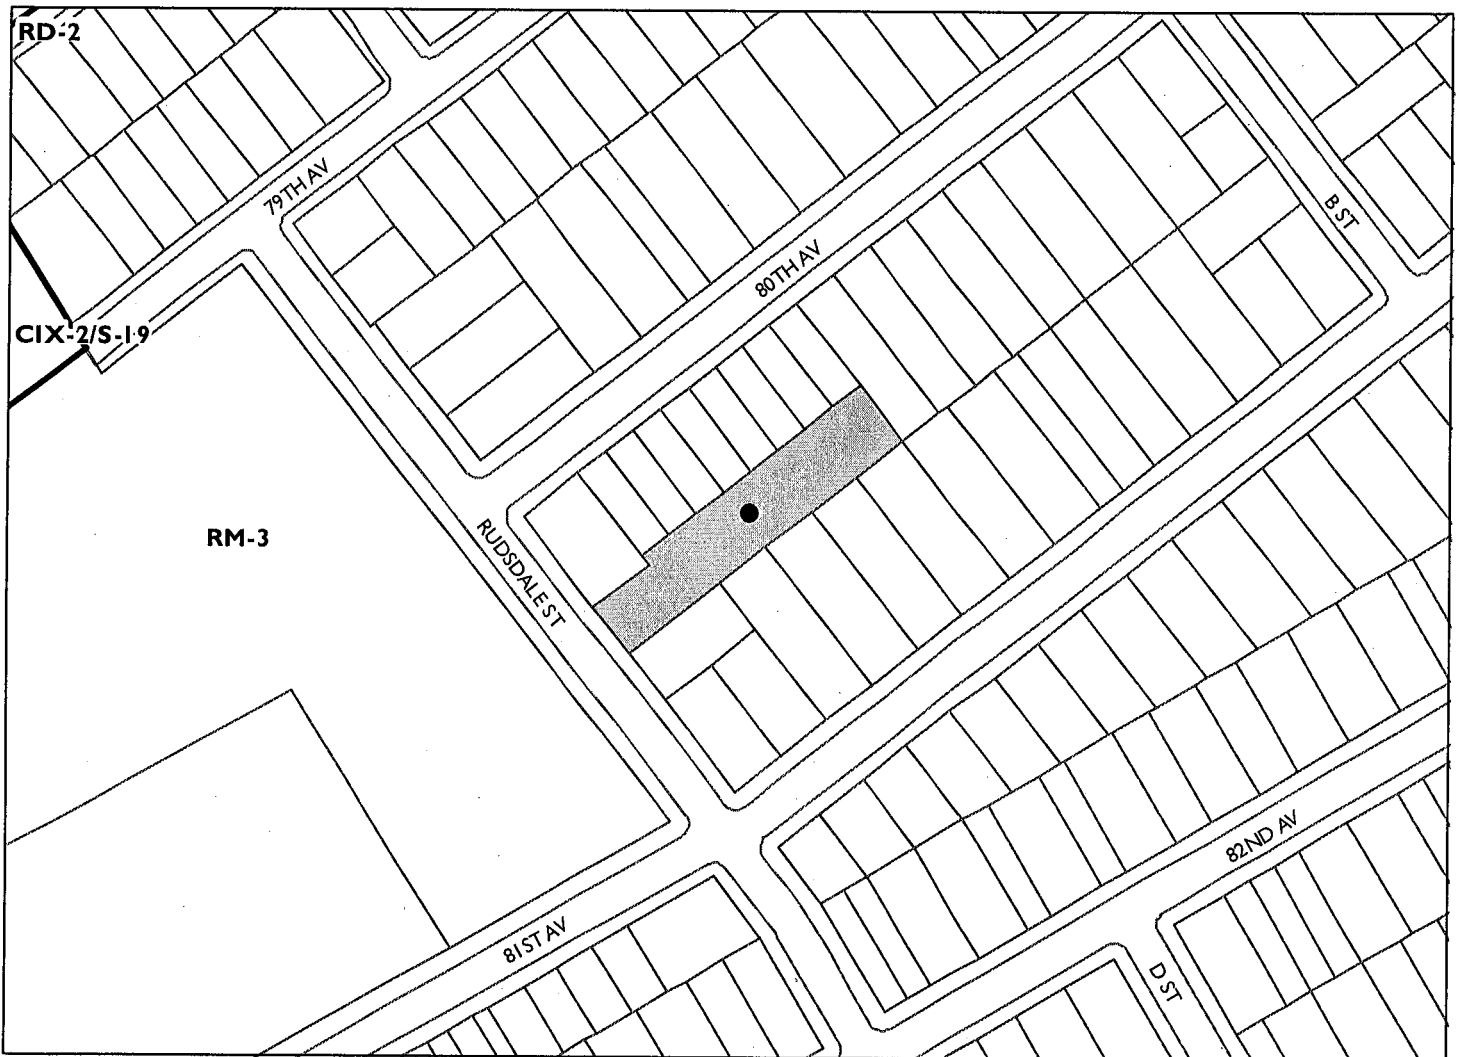 RD-2
79TH AV
B ST
80TH AV
CIX-2/S-19
RM-3
RUDSDALE ST
82ND AV
81ST AV
D ST